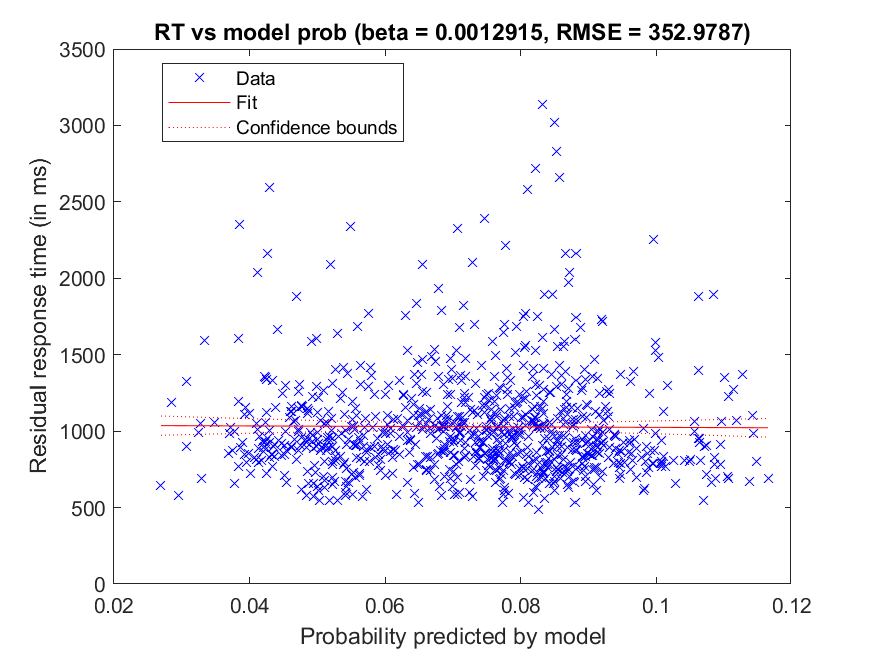 RT vs model prob (beta = 0.0012915, RMSE = 352.9787)
3500
3000
2500
2000
1500
1000
500
0
Residual response time (in ms)
Data
Fit
Confidence bounds
0.02
0.04
0.06
0.08
0.1
0.12
Probability predicted by model